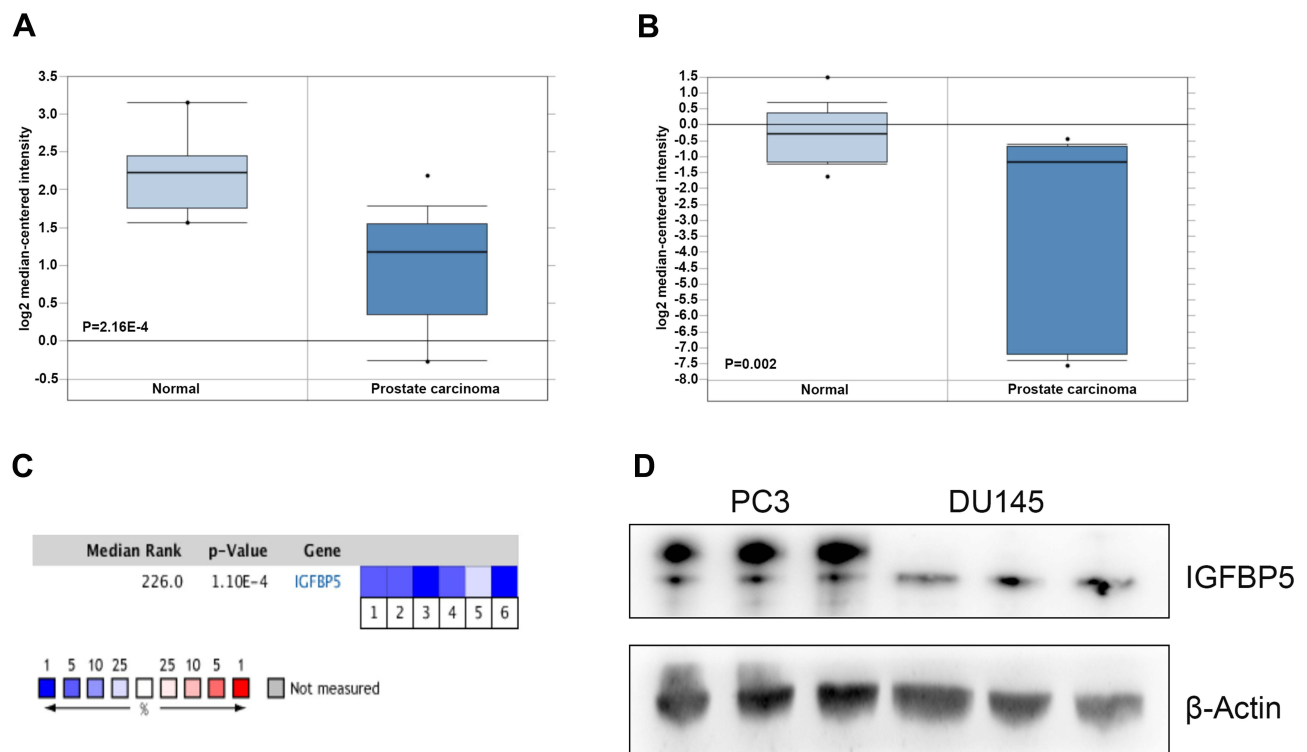 A
log2 median-centered intensity
3.5
3.0
2.5
2.0
1.5
1.0
0.5
0.0
-0.5
P=2.16E-4
Normal Prostate carcinoma
B
log2 median-centered intensity
1.5
1.0
0.5
0.0
-0.5
-1.0
-1.5
-2.0
-2.5
-3.0
-3.5
-4.0
-4.5
-5.0
-5.5
-6.0
-6.5
-7.0
-7.5
-8.0
P=0.002
Normal Prostate carcinoma
C
Median Rank p-Value Gene
226.0 1.10E-4 IGFBP5
1 2 3 4 5 6
1 5 10 25 25 10 5 1
Not measured
%
D
PC3 DU145
IGFBP5
β-Actin